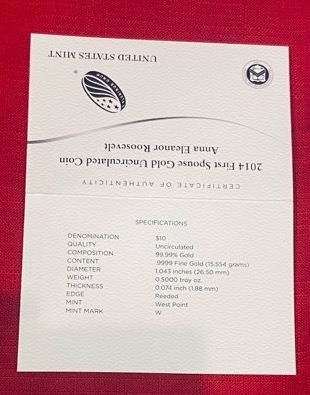 UNITED STATES MINT
Anna Eleanor Roosevelt
2014 First Spouse Gold Uncirculated Coin
CERTIFICATE OF AUTHENTICITY
SPECIFICATIONS
DENOMINATION $10
QUALITY Uncirculated
COMPOSITION 99.99% Gold
CONTENT .9999 Fine Gold (15.554 grams)
DIAMETER 1.043 inches (26.50 mm)
WEIGHT 0.5000 troy oz.
THICKNESS 0.074 inch (1.88 mm)
EDGE Reeded
MINT West Point
MINT MARK W